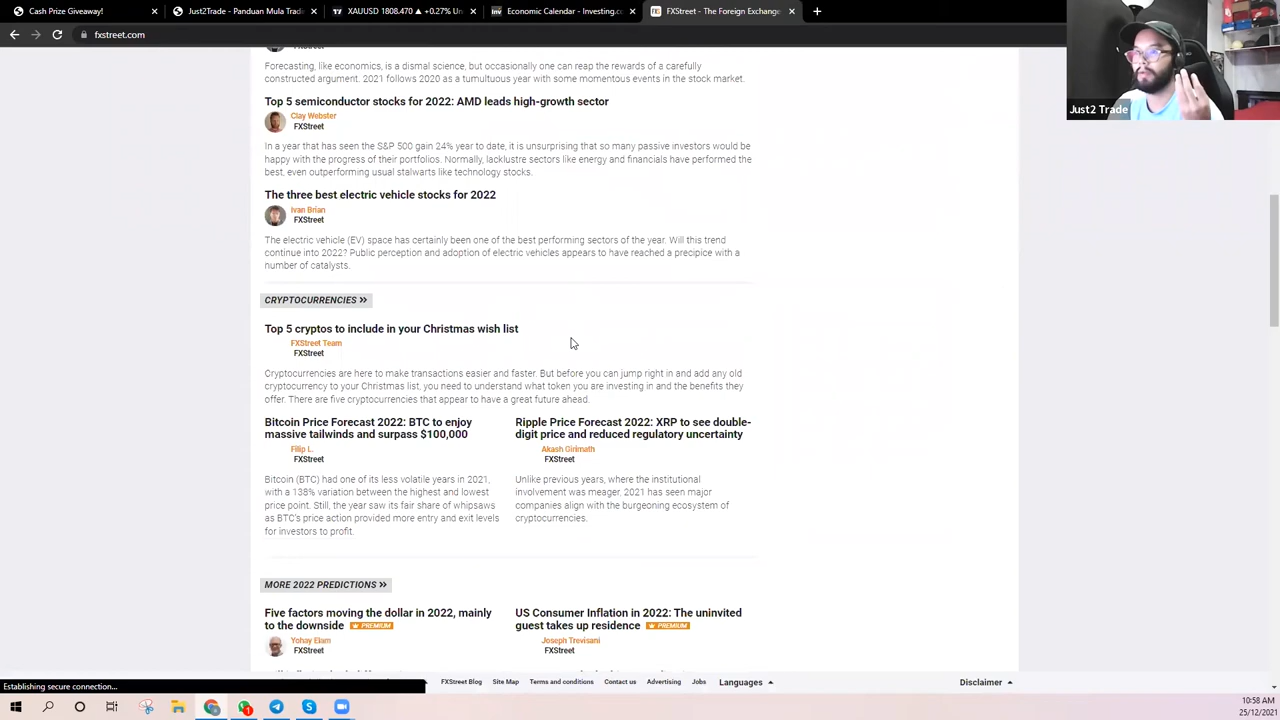 Cash Prize Giveaway!
Just2Trade - Panduan Mula Tradin
XAUUSD 1808.470 ▲ +0.27% Un
Economic Calendar - Investing.co
FXStreet - The Foreign Exchange
fxstreet.com
Forecasting, like economics, is a dismal science, but occasionally one can reap the rewards of a carefully
constructed argument. 2021 follows 2020 as a tumultuous year with some momentous events in the stock market.
Top 5 semiconductor stocks for 2022: AMD leads high-growth sector
Clay Webster
FXStreet
In a year that has seen the S&P 500 gain 24% year to date, it is unsurprising that so many passive investors would be
happy with the progress of their portfolios. Normally, lacklustre sectors like energy and financials have performed the
best, even outperforming usual stalwarts like technology stocks.
The three best electric vehicle stocks for 2022
Ivan Brian
FXStreet
The electric vehicle (EV) space has certainly been one of the best performing sectors of the year. Will this trend
continue into 2022? Public perception and adoption of electric vehicles appears to have reached a precipice with a
number of catalysts.
CRYPTOCURRENCIES »
Top 5 cryptos to include in your Christmas wish list
FXStreet Team
FXStreet
Cryptocurrencies are here to make transactions easier and faster. But before you can jump right in and add any old
cryptocurrency to your Christmas list, you need to understand what token you are investing in and the benefits they
offer. There are five cryptocurrencies that appear to have a great future ahead.
Bitcoin Price Forecast 2022: BTC to enjoy
massive tailwinds and surpass $100,000
Filip L.
FXStreet
Bitcoin (BTC) had one of its less volatile years in 2021,
with a 138% variation between the highest and lowest
price point. Still, the year saw its fair share of whipsaws
as BTC's price action provided more entry and exit levels
for investors to profit.
Ripple Price Forecast 2022: XRP to see double-
digit price and reduced regulatory uncertainty
Akash Girimath
FXStreet
Unlike previous years, where the institutional
involvement was meager, 2021 has seen major
companies align with the burgeoning ecosystem of
cryptocurrencies.
MORE 2022 PREDICTIONS »
Five factors moving the dollar in 2022, mainly
to the downside PREMIUM
Yohay Elam
FXStreet
US Consumer Inflation in 2022: The uninvited
guest takes up residence PREMIUM
Joseph Trevisani
FXStreet
FXStreet Blog
Site Map
Terms and conditions
Contact us
Advertising
Jobs
Languages
Disclaimer
Establishing secure connection...
Just2 Trade
10:58 AM
25/12/2021